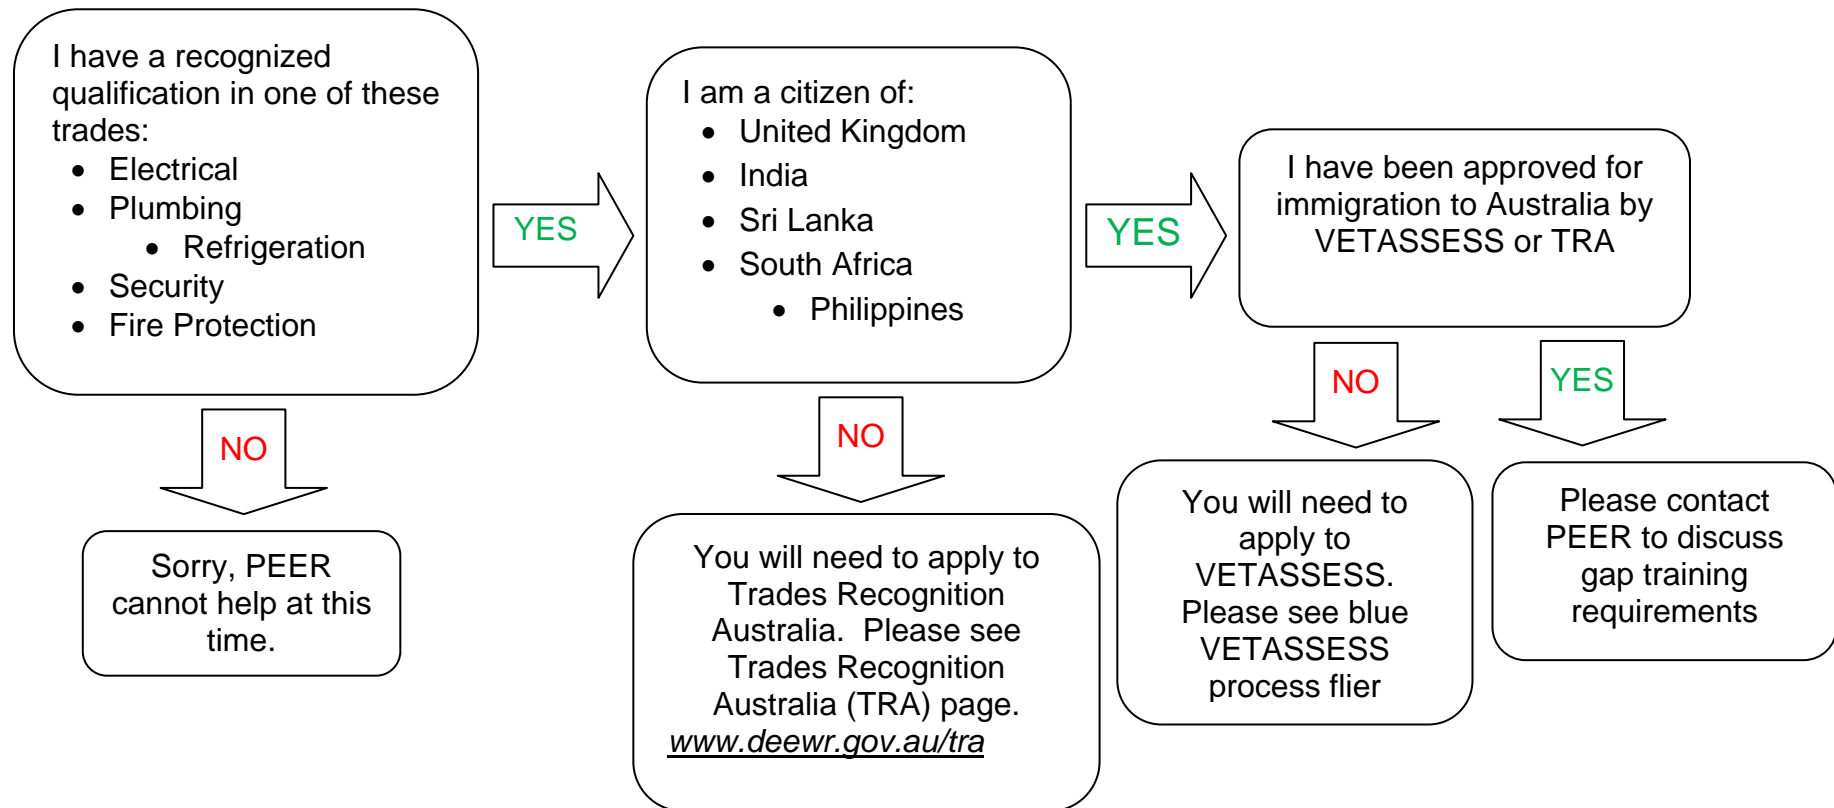 I have a recognized
qualification in one of these
trades:
• Electrical
• Plumbing
• Refrigeration
• Security
• Fire Protection
YES
I am a citizen of:
• United Kingdom
• India
• Sri Lanka
• South Africa
• Philippines
YES
I have been approved for
immigration to Australia by
VETASSESS or TRA
NO
Sorry, PEER
cannot help at this
time.
NO
You will need to apply to
Trades Recognition
Australia.  Please see
Trades Recognition
Australia (TRA) page.
www.deewr.gov.au/tra
NO
You will need to
apply to
VETASSESS.
Please see blue
VETASSESS
process flier
YES
Please contact
PEER to discuss
gap training
requirements